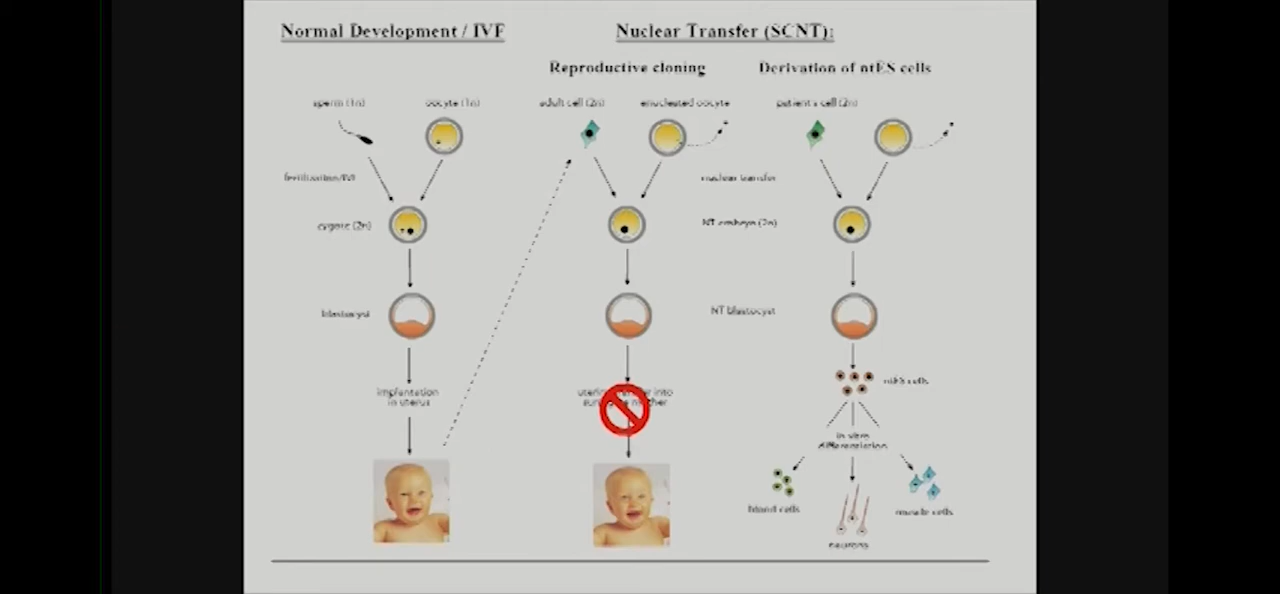 Normal Development / IVF
Nuclear Transfer (SCNT):
Reproductive cloning
Derivation of ntES cells
sperm (1n)
oocyte (1n)
adult cell (2n)
enucleated oocyte
patient's cell (2n)
fertilization/IVF
nuclear transfer
zygote (2n)
NT embryo (2n)
blastocyst
NT blastocyst
implantation
in uterus
uterine into
ntES cells
in vitro
differentiation
blood cells
muscle cells
neurons